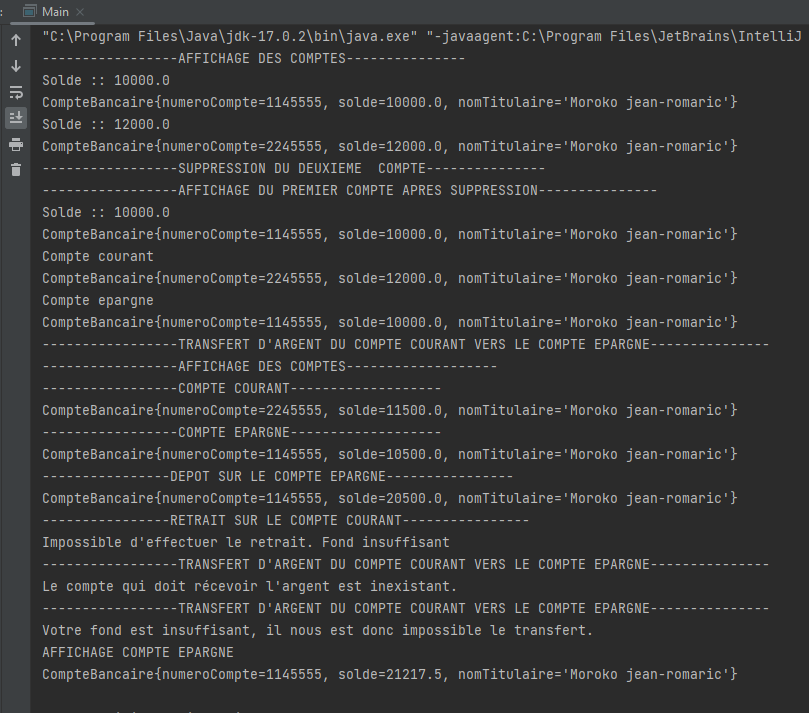 Main
"C:\Program Files\Java\jdk-17.0.2\bin\java.exe" "-javaagent:C:\Program Files\JetBrains\IntelliJ
-----------------AFFICHAGE DES COMPTES---------------
Solde :: 10000.0
CompteBancaire{numeroCompte=1145555, solde=10000.0, nomTitulaire='Moroko jean-romaric'}
Solde :: 12000.0
CompteBancaire{numeroCompte=2245555, solde=12000.0, nomTitulaire='Moroko jean-romaric'}
-----------------SUPPRESSION DU DEUXIEME  COMPTE---------------
-----------------AFFICHAGE DU PREMIER COMPTE APRES SUPPRESSION---------------
Solde :: 10000.0
CompteBancaire{numeroCompte=1145555, solde=10000.0, nomTitulaire='Moroko jean-romaric'}
Compte courant
CompteBancaire{numeroCompte=2245555, solde=12000.0, nomTitulaire='Moroko jean-romaric'}
Compte epargne
CompteBancaire{numeroCompte=1145555, solde=10000.0, nomTitulaire='Moroko jean-romaric'}
-----------------TRANSFERT D'ARGENT DU COMPTE COURANT VERS LE COMPTE EPARGNE---------------
-----------------AFFICHAGE DES COMPTES-------------------
-----------------COMPTE COURANT-------------------
CompteBancaire{numeroCompte=2245555, solde=11500.0, nomTitulaire='Moroko jean-romaric'}
-----------------COMPTE EPARGNE-------------------
CompteBancaire{numeroCompte=1145555, solde=10500.0, nomTitulaire='Moroko jean-romaric'}
----------------DEPOT SUR LE COMPTE EPARGNE----------------
CompteBancaire{numeroCompte=1145555, solde=20500.0, nomTitulaire='Moroko jean-romaric'}
----------------RETRAIT SUR LE COMPTE COURANT----------------
Impossible d'effectuer le retrait. Fond insuffisant
-----------------TRANSFERT D'ARGENT DU COMPTE COURANT VERS LE COMPTE EPARGNE---------------
Le compte qui doit récevoir l'argent est inexistant.
-----------------TRANSFERT D'ARGENT DU COMPTE COURANT VERS LE COMPTE EPARGNE---------------
Votre fond est insuffisant, il nous est donc impossible le transfert.
AFFICHAGE COMPTE EPARGNE
CompteBancaire{numeroCompte=1145555, solde=21217.5, nomTitulaire='Moroko jean-romaric'}